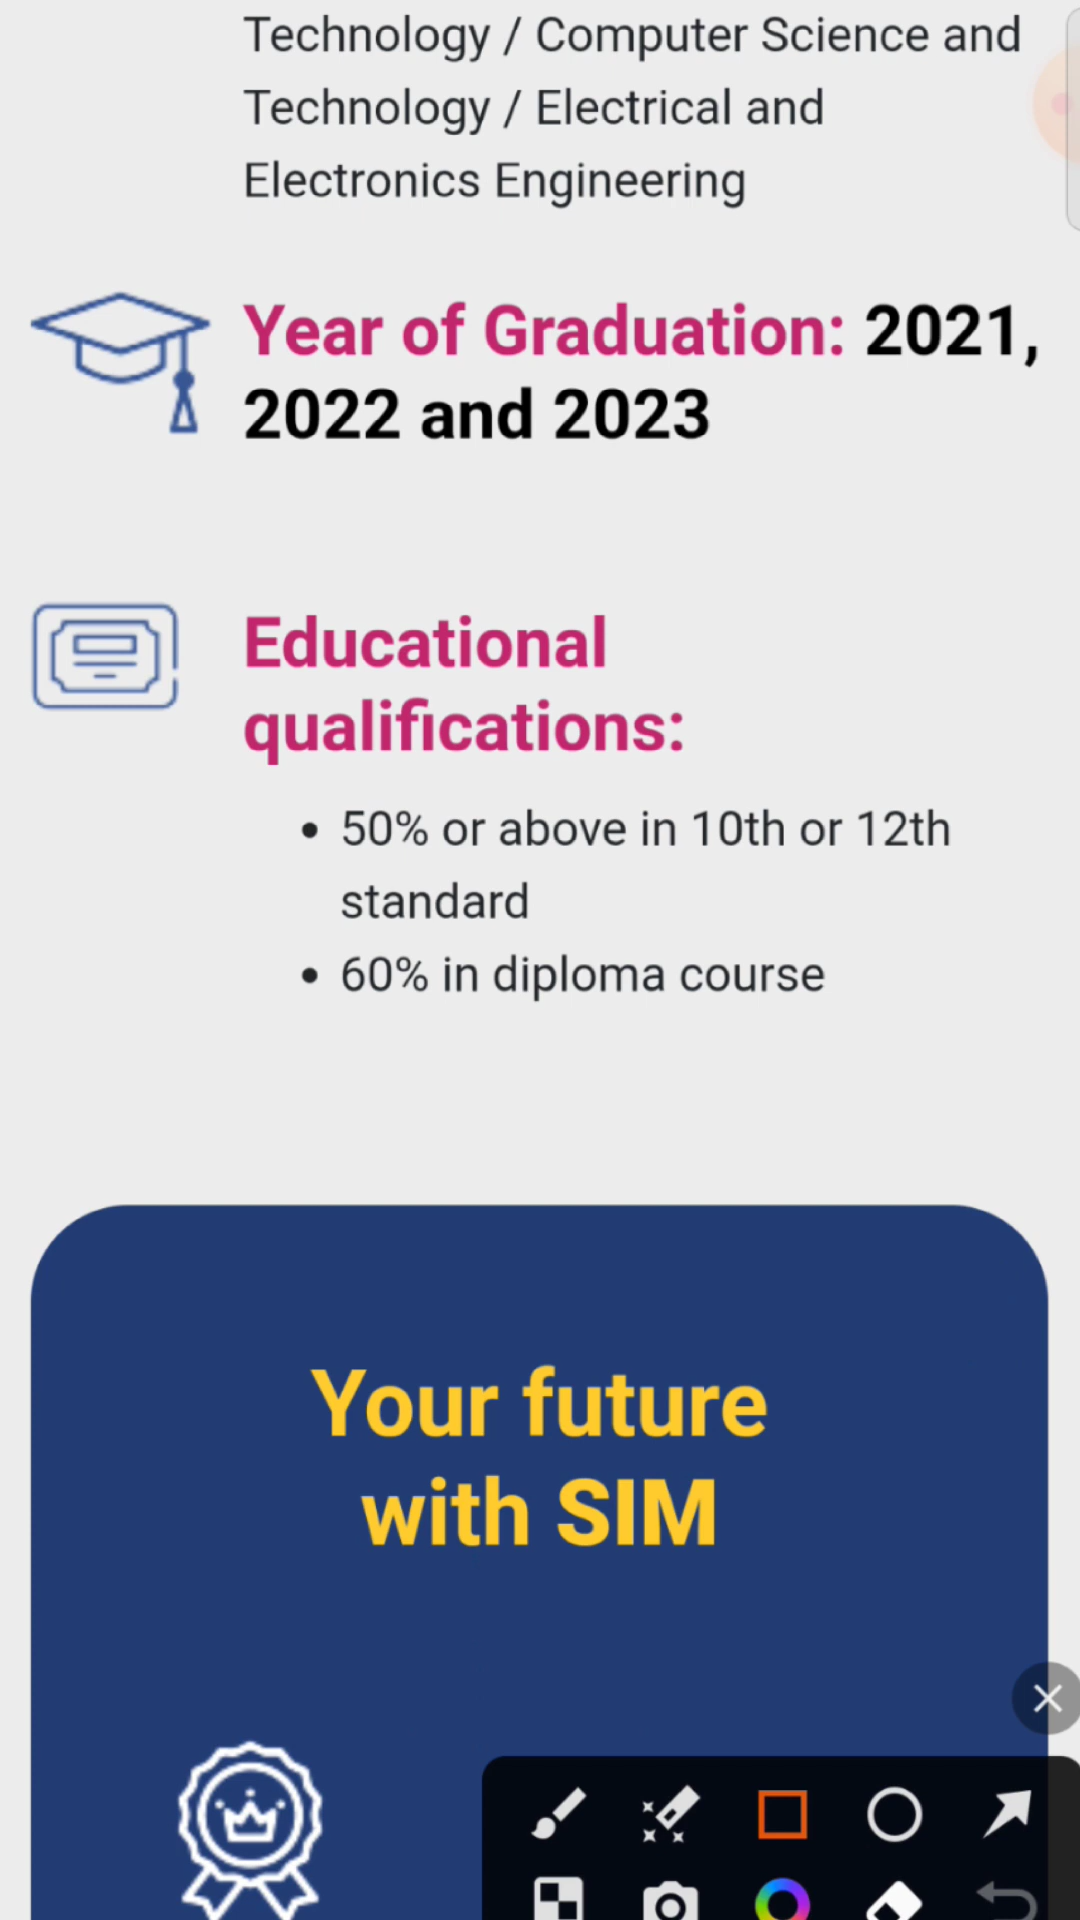 Technology / Computer Science and
Technology / Electrical and
Electronics Engineering
Year of Graduation: 2021,
2022 and 2023
Educational
qualifications:
• 50% or above in 10th or 12th
standard
• 60% in diploma course
Your future
with SIM